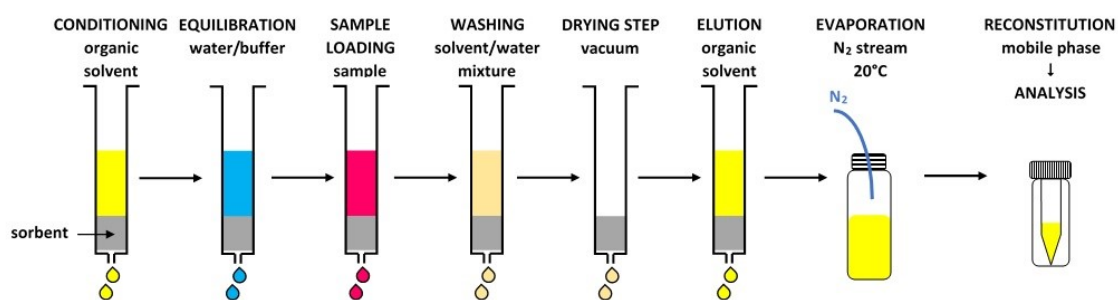 CONDITIONING
organic
solvent
EQUILIBRATION
water/buffer
SAMPLE
LOADING
sample
WASHING
solvent/water
mixture
DRYING STEP
vacuum
ELUTION
organic
solvent
EVAPORATION
N₂ stream
20°C
N₂
RECONSTITUTION
mobile phase
↓
ANALYSIS
sorbent